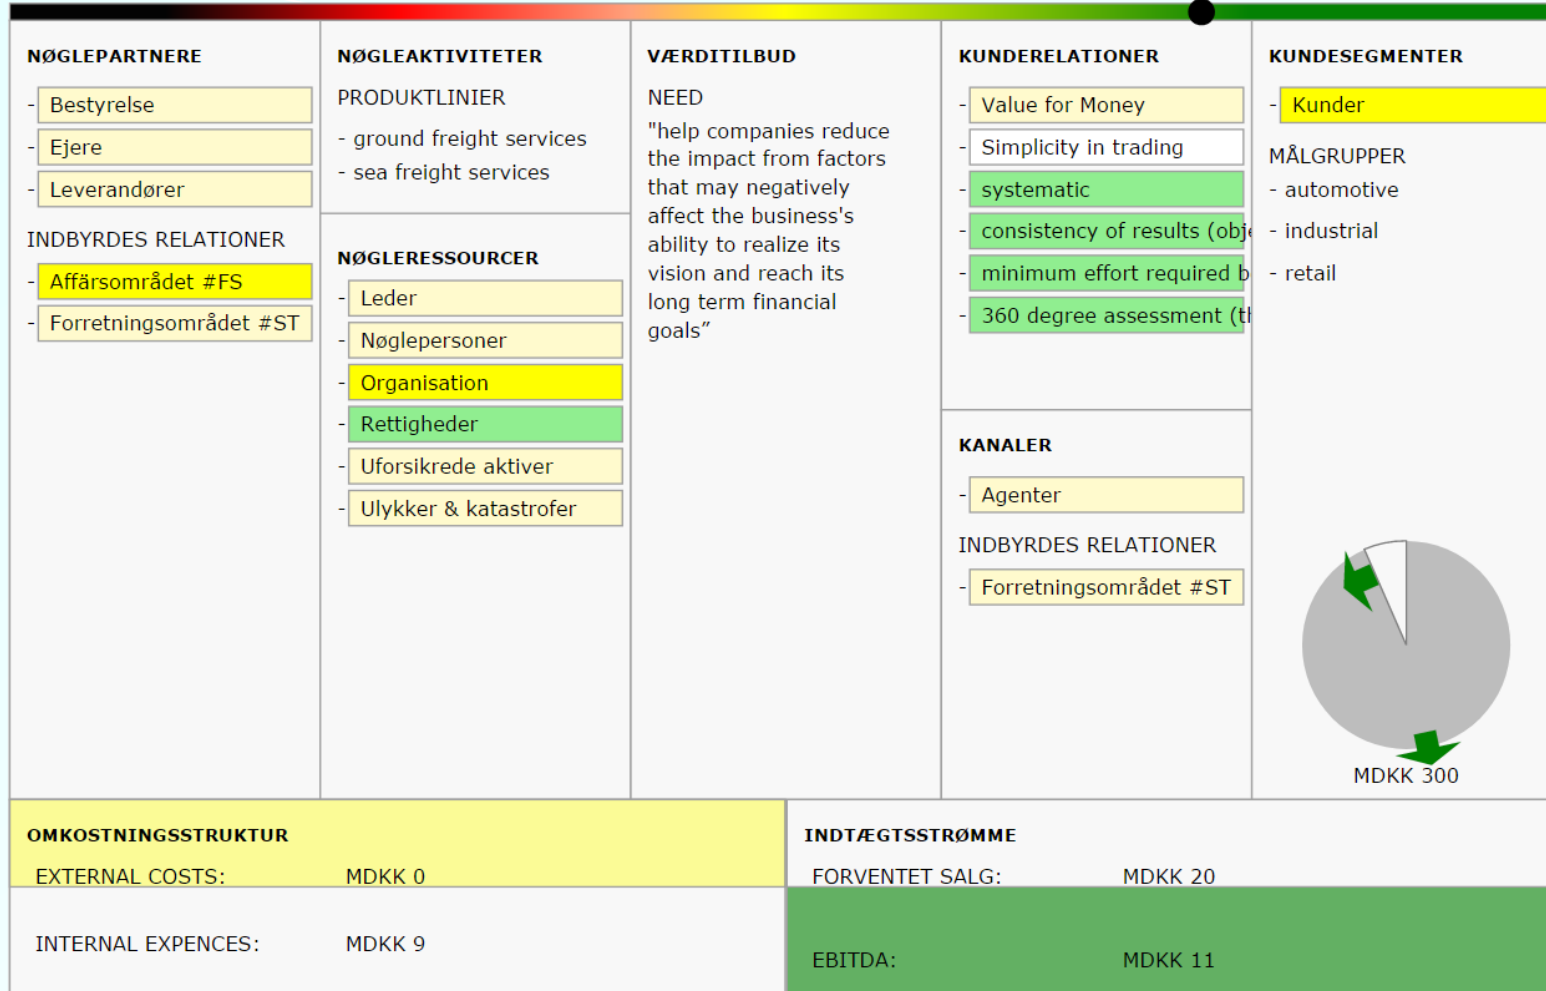 NØGLEPARTNERE
- Bestyrelse
- Ejere
- Leverandører
INDBYRDES RELATIONER
- Affärsområdet #FS
- Forretningsområdet #ST
NØGLEAKTIVITETER
PRODUKTLINIER
- ground freight services
- sea freight services
NØGLERESSOURCER
- Leder
- Nøglepersoner
- Organisation
- Rettigheder
- Uforsikrede aktiver
- Ulykker & katastrofer
VÆRDITILBUD
NEED
"help companies reduce
the impact from factors
that may negatively
affect the business's
ability to realize its
vision and reach its
long term financial
goals”
KUNDERELATIONER
- Value for Money
- Simplicity in trading
- systematic
- consistency of results (obj
- minimum effort required b
- 360 degree assessment (th
KANALER
- Agenter
INDBYRDES RELATIONER
- Forretningsområdet #ST
KUNDESEGMENTER
- Kunder
MÅLGRUPPER
- automotive
- industrial
- retail
MDKK 300
OMKOSTNINGSSTRUKTUR
EXTERNAL COSTS: MDKK 0
INTERNAL EXPENCES: MDKK 9
INDTÆGTSSTRØMME
FORVENTET SALG: MDKK 20
EBITDA: MDKK 11